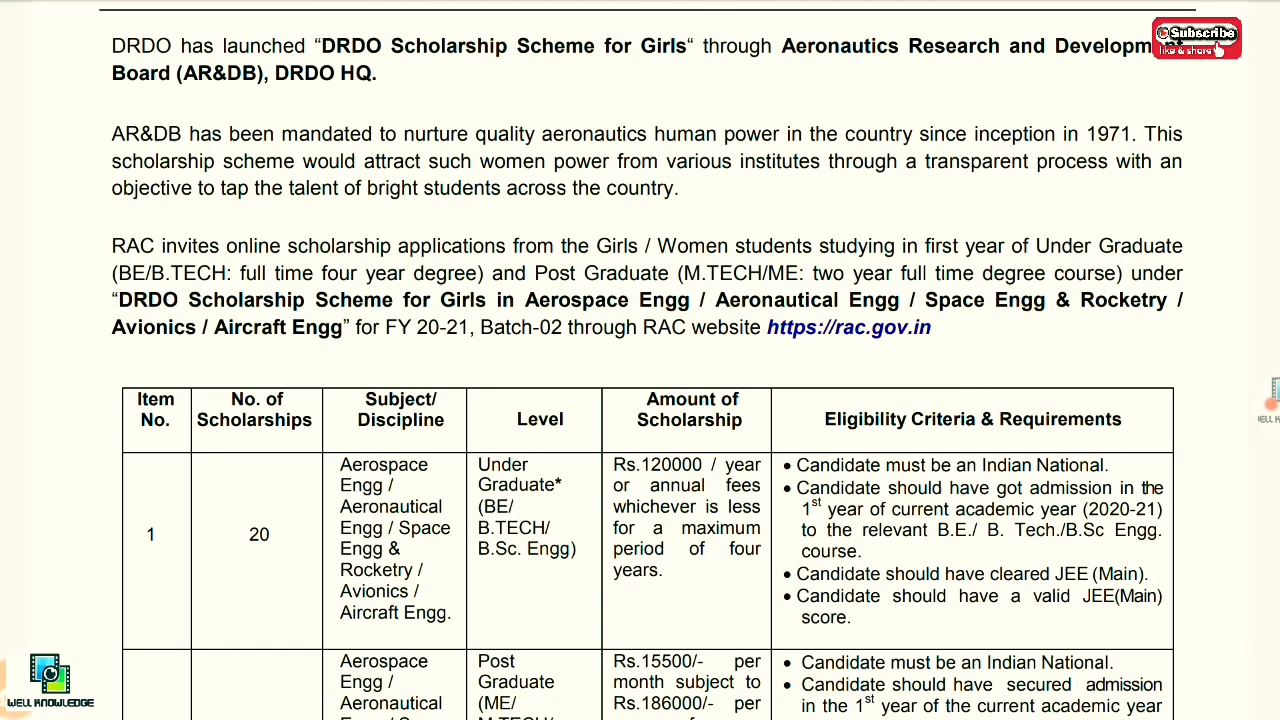 DRDO has launched “DRDO Scholarship Scheme for Girls“ through Aeronautics Research and Developm
Board (AR&DB), DRDO HQ.
Subscribe
like & share
AR&DB has been mandated to nurture quality aeronautics human power in the country since inception in 1971. This
scholarship scheme would attract such women power from various institutes through a transparent process with an
objective to tap the talent of bright students across the country.
RAC invites online scholarship applications from the Girls / Women students studying in first year of Under Graduate
(BE/B.TECH: full time four year degree) and Post Graduate (M.TECH/ME: two year full time degree course) under
“DRDO Scholarship Scheme for Girls in Aerospace Engg / Aeronautical Engg / Space Engg & Rocketry /
Avionics / Aircraft Engg” for FY 20-21, Batch-02 through RAC website https://rac.gov.in
Item
No.
No. of
Scholarships
Subject/
Discipline
Level
Amount of
Scholarship
Eligibility Criteria & Requirements
1
20
Aerospace
Engg /
Aeronautical
Engg / Space
Engg &
Rocketry /
Avionics /
Aircraft Engg.
Under
Graduate*
(BE/
B.TECH/
B.Sc. Engg)
Rs.120000 / year
or annual fees
whichever is less
for a maximum
period of four
years.
• Candidate must be an Indian National.
• Candidate should have got admission in the
1st year of current academic year (2020-21)
to the relevant B.E./ B. Tech./B.Sc Engg.
course.
• Candidate should have cleared JEE (Main).
• Candidate should have a valid JEE(Main)
score.
Aerospace
Engg /
Aeronautical
Post
Graduate
(ME/
M.TECH/
Rs.15500/- per
month subject to
Rs.186000/- per
• Candidate must be an Indian National.
• Candidate should have secured admission
in the 1st year of the current academic year
WELL KNOWLEDGE